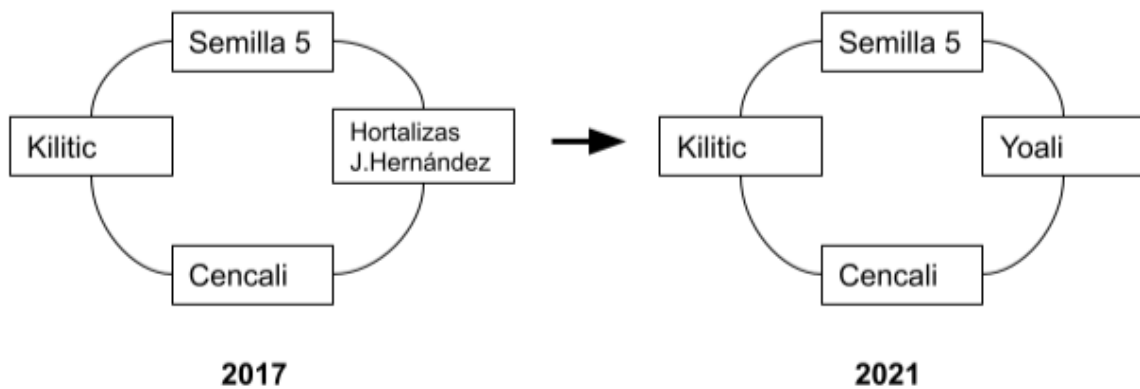 Semilla 5
Kilitic
Hortalizas
J.Hernández
Cencali
2017
Semilla 5
Kilitic
Yoali
Cencali
2021